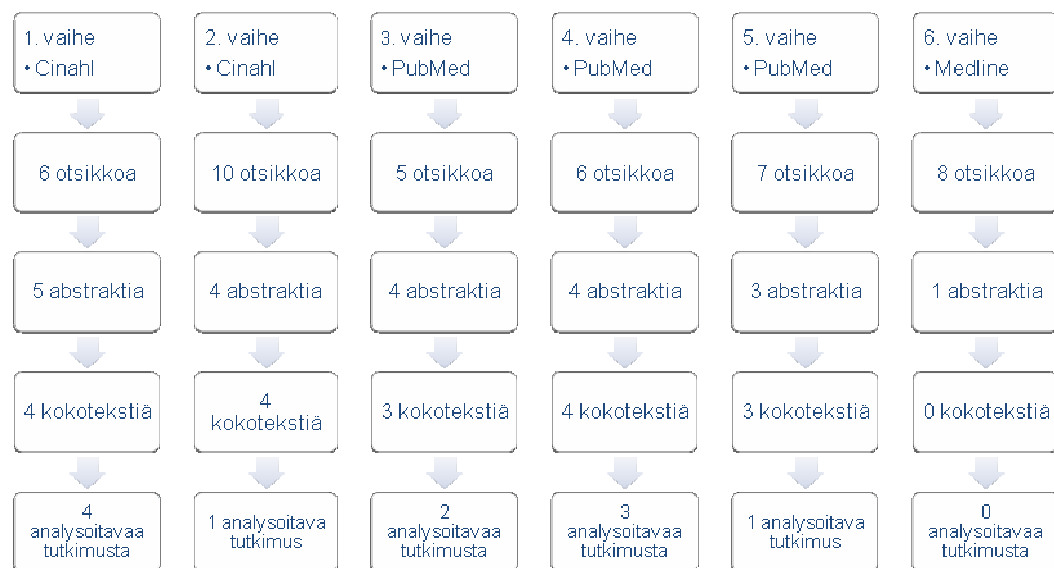 1. vaihe
• Cinahl
2. vaihe
• Cinahl
3. vaihe
• PubMed
4. vaihe
• PubMed
5. vaihe
• PubMed
6. vaihe
• Medline
6 otsikkoa
10 otsikkoa
5 otsikkoa
6 otsikkoa
7 otsikkoa
8 otsikkoa
5 abstraktia
4 abstraktia
4 abstraktia
4 abstraktia
3 abstraktia
1 abstraktia
4 kokotekstiä
4
kokotekstiä
3 kokotekstiä
4 kokotekstiä
3 kokotekstiä
0 kokotekstiä
4
analysoitavaa
tutkimusta
1 analysoitava
tutkimus
2
analysoitavaa
tutkimusta
3
analysoitavaa
tutkimusta
1 analysoitava
tutkimus
0
analysoitavaa
tutkimusta